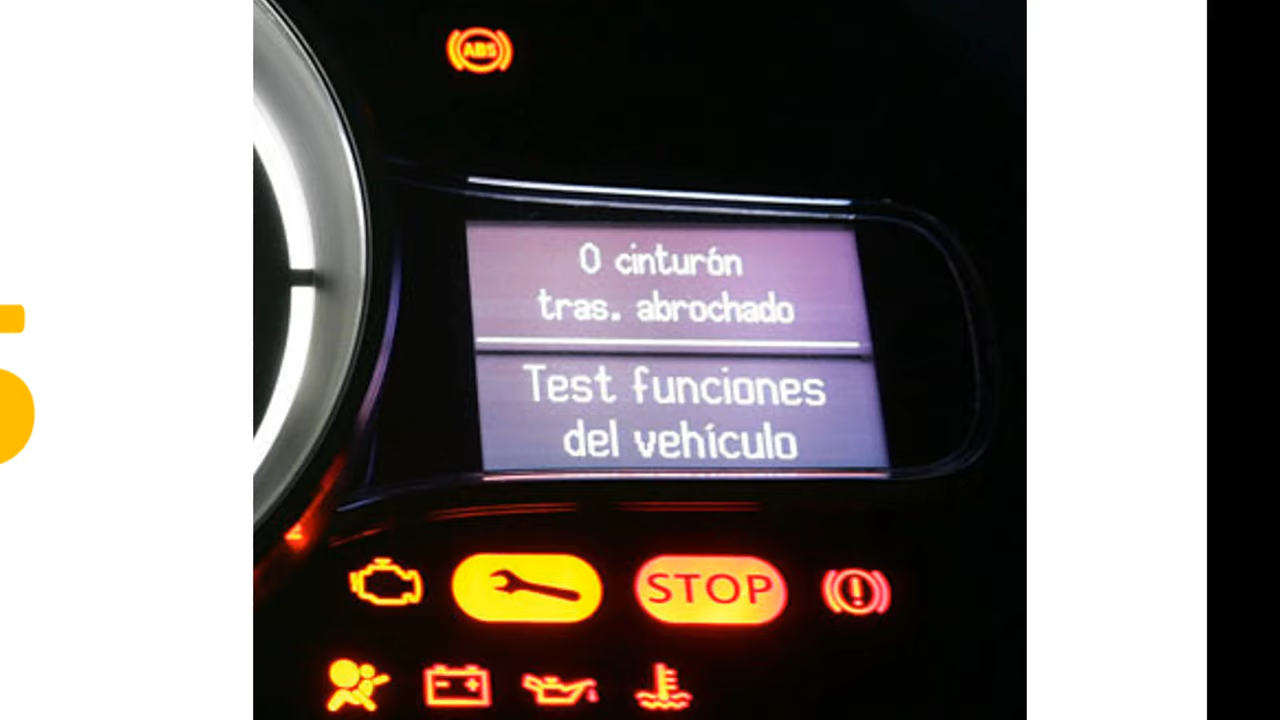 ABS
0 cinturón
tras. abrochado
Test funciones
del vehículo
STOP